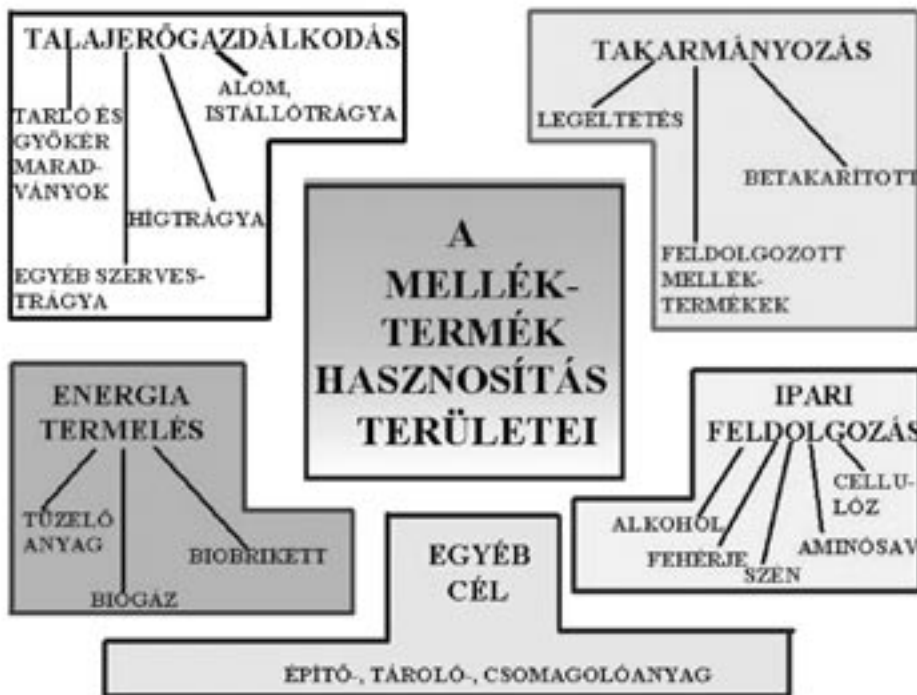 TALAJERŐGAZDÁLKODÁS
ALOM,
ISTÁLLÓTRÁGYA
TARLÓ ÉS
GYÖKÉR
MARAD-
VÁNYOK
HÍGTRÁGYA
EGYÉB SZERVES-
TRÁGYA
TAKARMÁNYOZÁS
LEGELTETÉS
BETAKARÍTOTT
FELDOLGOZOTT
MELLÉK-
TERMÉKEK
A
MELLÉK-
TERMÉK
HASZNOSÍTÁS
TERÜLETEI
ENERGIA
TERMELÉS
TÜZELŐ
ANYAG
BIOBRIKETT
BIOGÁZ
IPARI
FELDOLGOZÁS
CELLU-
LÓZ
ALKOHOL
AMINÓSAV
FEHÉRJE
SZÉN
EGYÉB
CÉL
ÉPÍTŐ-, TÁROLÓ-, CSOMAGOLÓANYAG